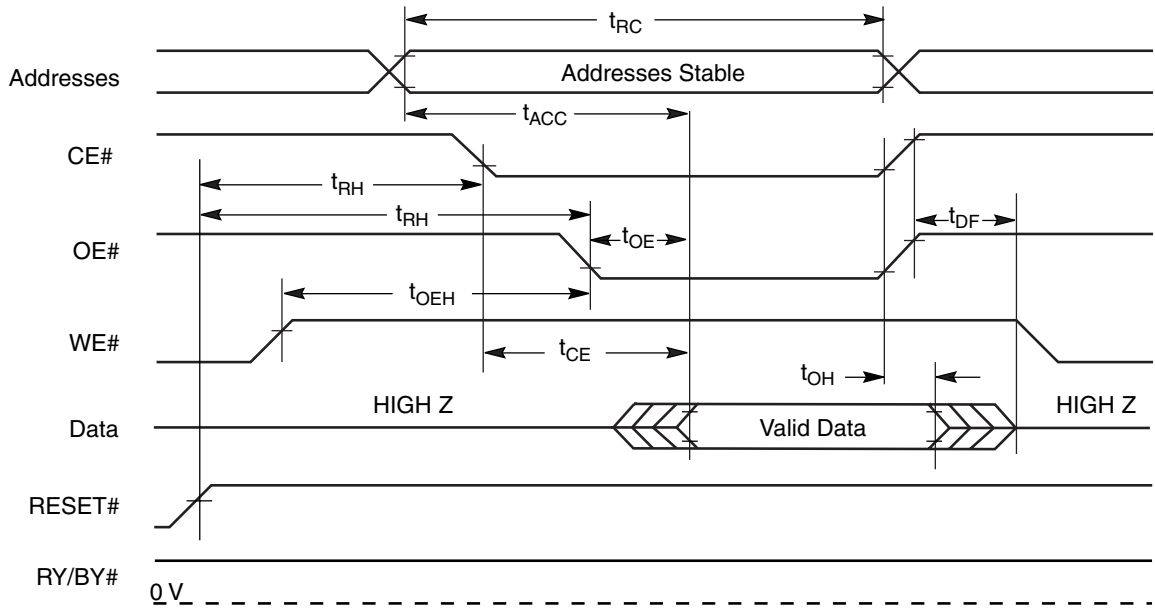 tRC
Addresses
Addresses Stable
tACC
CE#
tRH
tRH
OE#
tOE
tDF
tOEH
WE#
tCE
tOH
HIGH Z
HIGH Z
Data
Valid Data
RESET#
RY/BY#
0 V